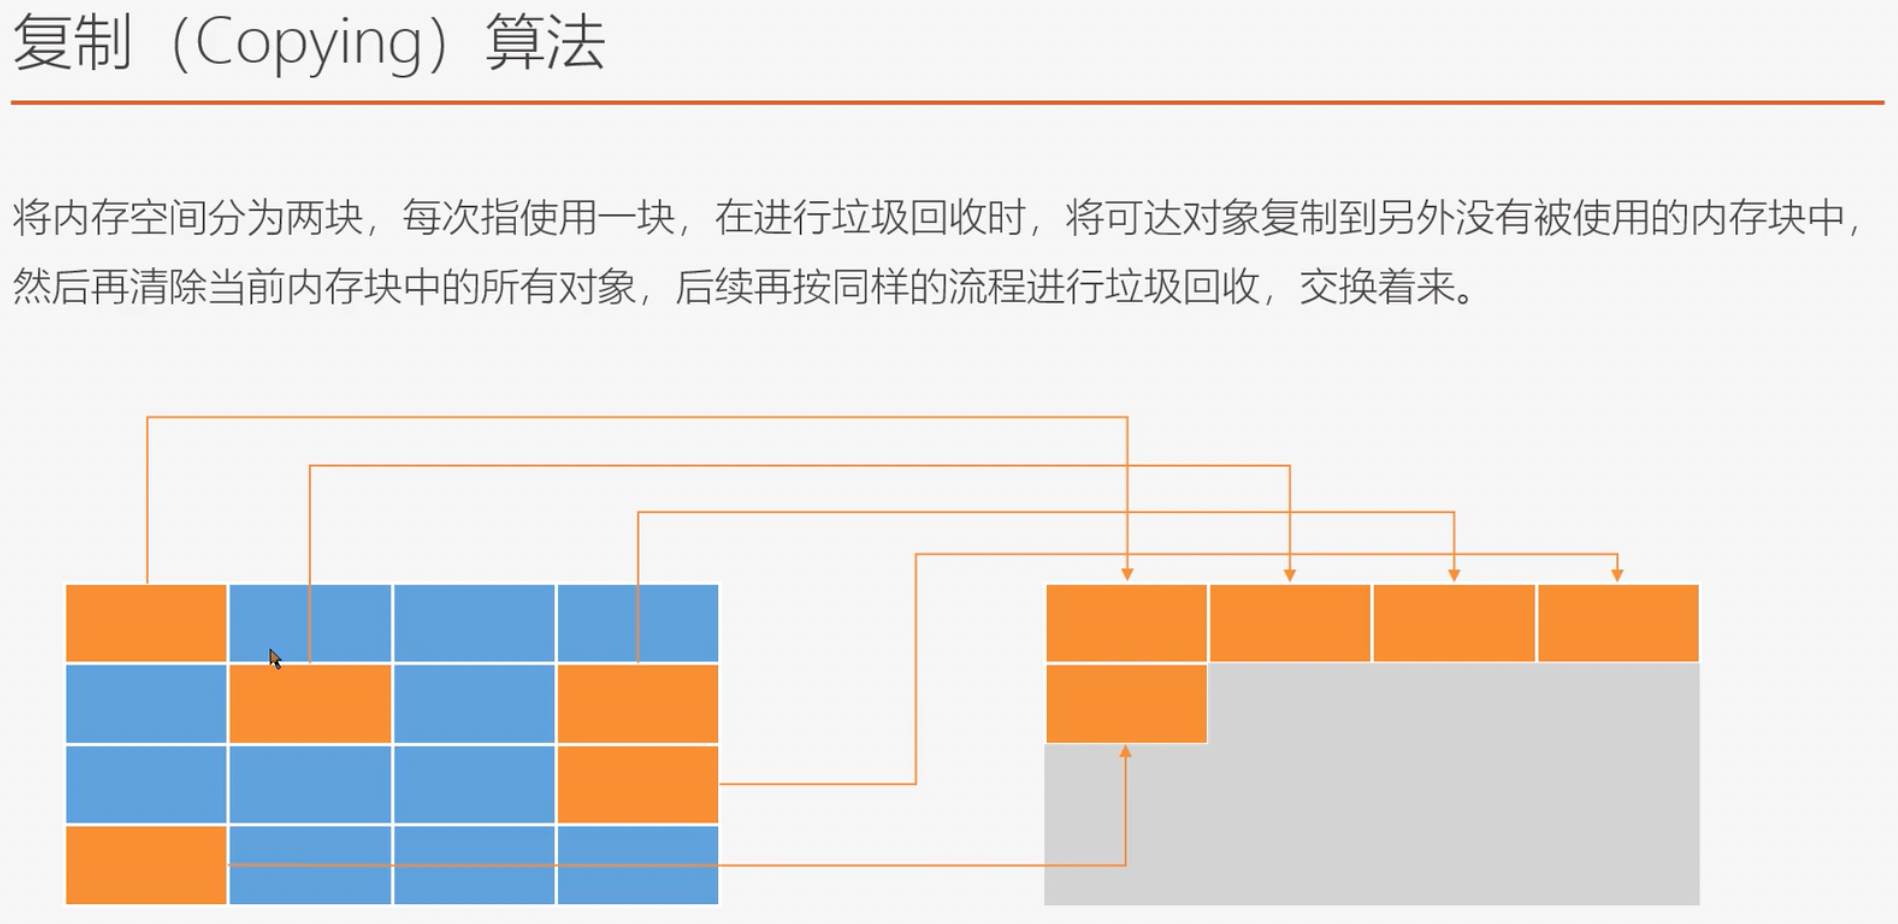 复制（Copying）算法
将内存空间分为两块，每次指使用一块，在进行垃圾回收时，将可达对象复制到另外没有被使用的内存块中，
然后再清除当前内存块中的所有对象，后续再按同样的流程进行垃圾回收，交换着来。